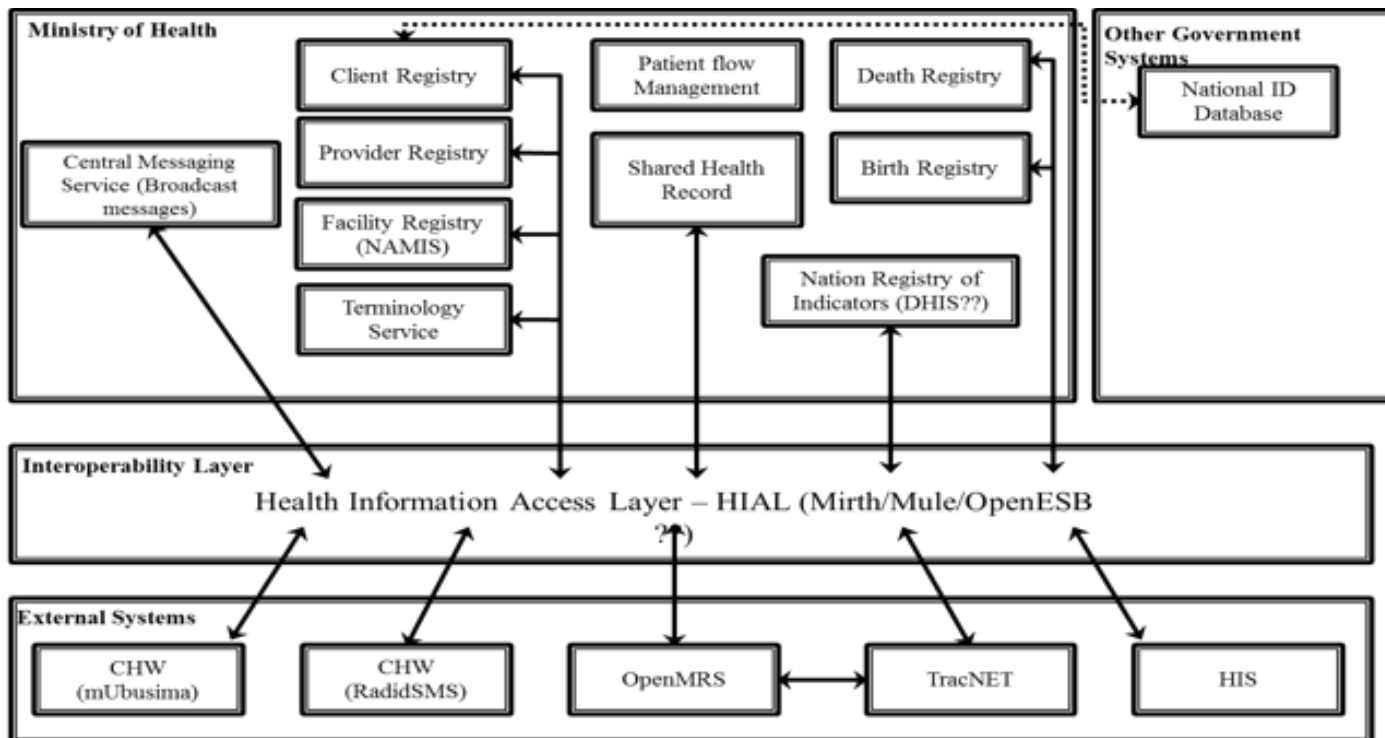 Ministry of Health
Client Registry
Provider Registry
Facility Registry
(NAMIS)
Terminology
Service
Central Messaging
Service (Broadcast
messages)
Patient flow
Management
Shared Health
Record
Death Registry
Birth Registry
Nation Registry of
Indicators (DHIS??)
Other Government
Systems
National ID
Database
Interoperability Layer
Health Information Access Layer – HIAL (Mirth/Mule/OpenESB
??)
External Systems
CHW
(mUbusima)
CHW
(RadidSMS)
OpenMRS
TracNET
HIS